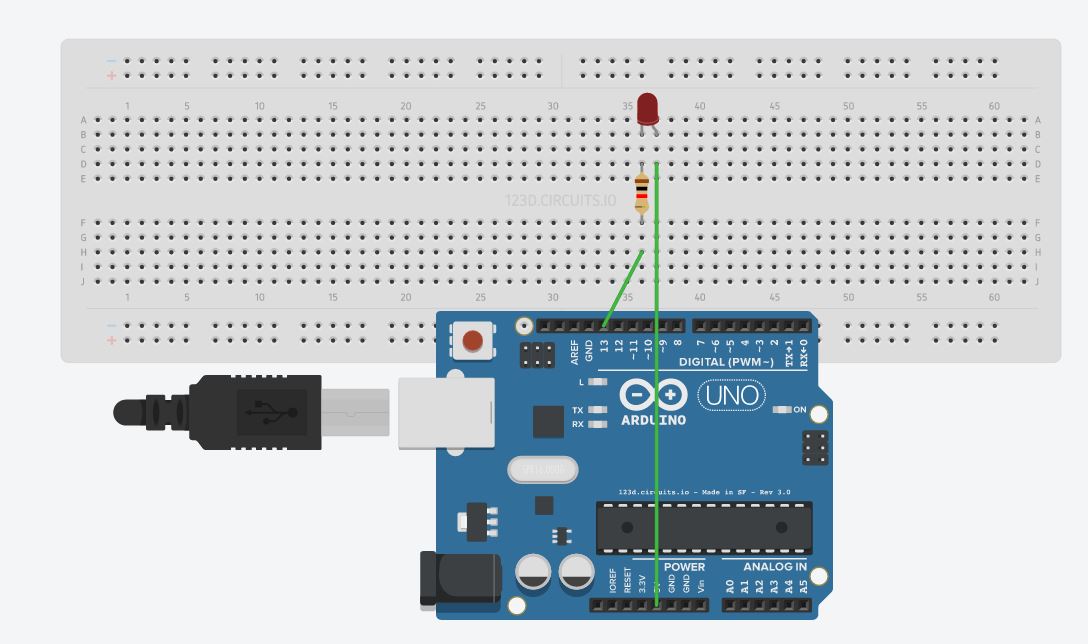 − −
+ +
1 5 10 15 20 25 30 35 40 45 50 55 60
A A
B B
C C
D D
E E
123D.CIRCUITS.IO
F F
G G
H H
I I
J J
1 5 10 15 20 25 30 35 40 45 50 55 60
−
+
AREF GND 13 12 ~11 ~10 ~9 8 7 ~6 ~5 ~4 ~3 2 TX→1 RX←0
DIGITAL (PWM~)
L
TX
RX
UNO
ON
ARDUINO
123d.circuits.io - Made in SF - Rev 3.0
POWER ANALOG IN
IOREF RESET 3.3V GND GND Vin A0 A1 A2 A3 A4 A5